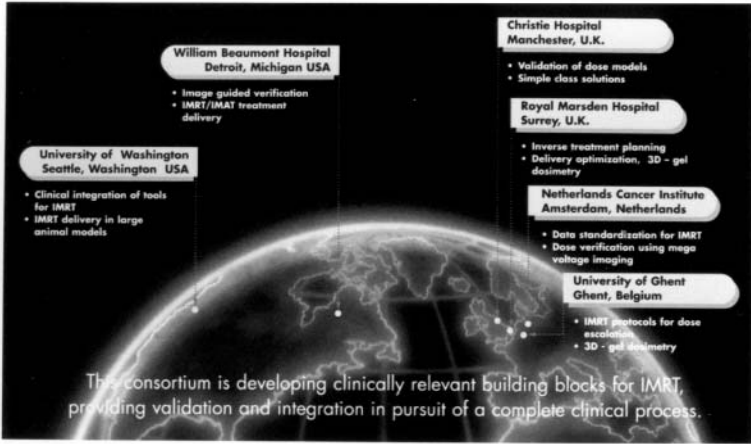 William Beaumont Hospital
Detroit, Michigan USA
• Image guided verification
• IMRT/IMAT treatment
delivery
University of Washington
Seattle, Washington USA
• Clinical integration of tools
for IMRT
• IMRT delivery in large
animal models
Christie Hospital
Manchester, U.K.
• Validation of dose models
• Simple class solutions
Royal Marsden Hospital
Surrey, U.K.
• Inverse treatment planning
• Delivery optimization, 3D - gel
dosimetry
Netherlands Cancer Institute
Amsterdam, Netherlands
• Data standardization for IMRT
• Dose verification using mega
voltage imaging
University of Ghent
Ghent, Belgium
• IMRT protocols for dose
escalation
• 3D - gel dosimetry
This consortium is developing clinically relevant building blocks for IMRT,
providing validation and integration in pursuit of a complete clinical process.